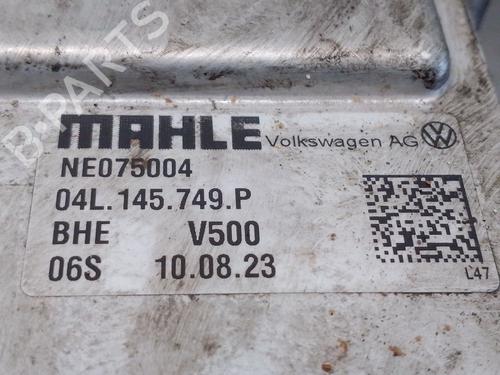 B-PARTS
MAHLE Volkswagen AG
NE075004
04L.145.749.P
BHE V500
06S 10.08.23
L47